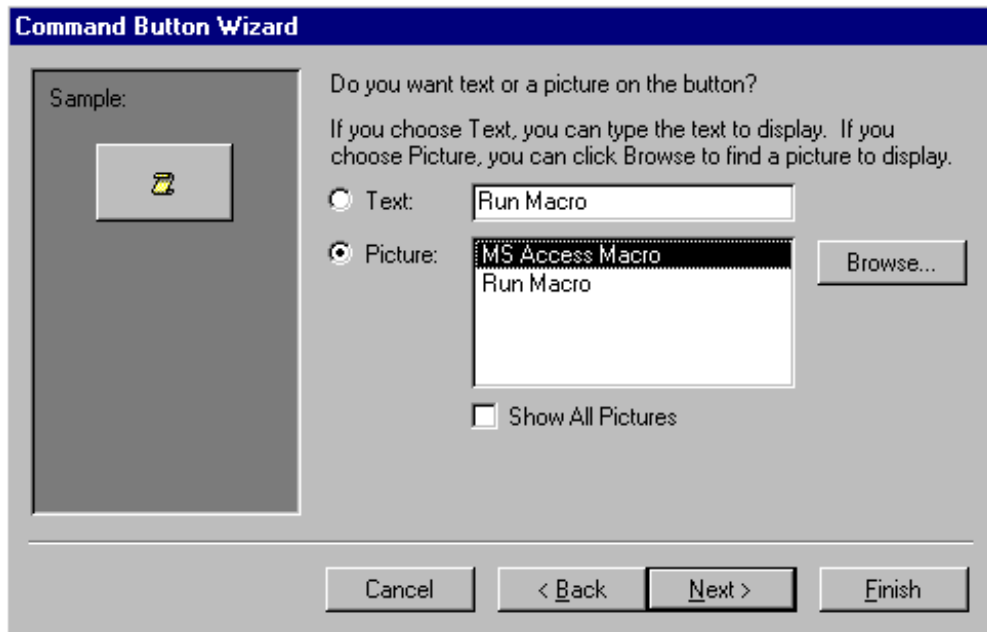 Command Button Wizard
Sample:
Do you want text or a picture on the button?
If you choose Text, you can type the text to display.  If you
choose Picture, you can click Browse to find a picture to display.
Text: Run Macro
Picture: MS Access Macro
Run Macro
Browse...
Show All Pictures
Cancel < Back Next > Finish